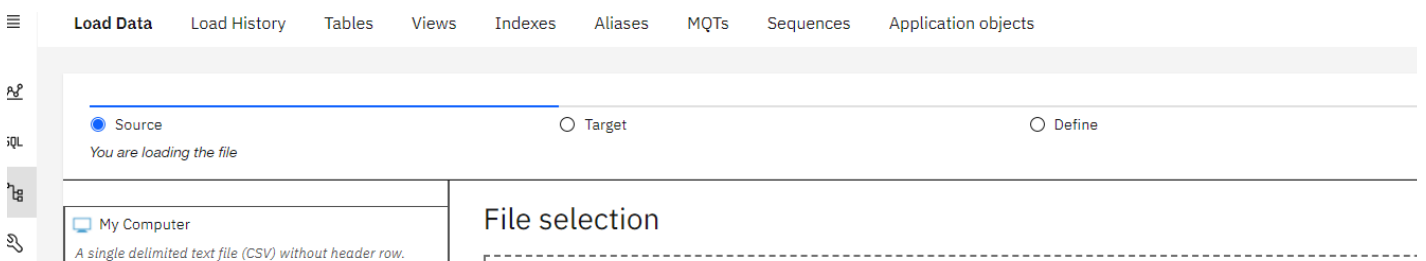 Load Data Load History Tables Views Indexes Aliases MQTs Sequences Application objects
Source Target Define
You are loading the file
SQL
My Computer
File selection
A single delimited text file (CSV) without header row.